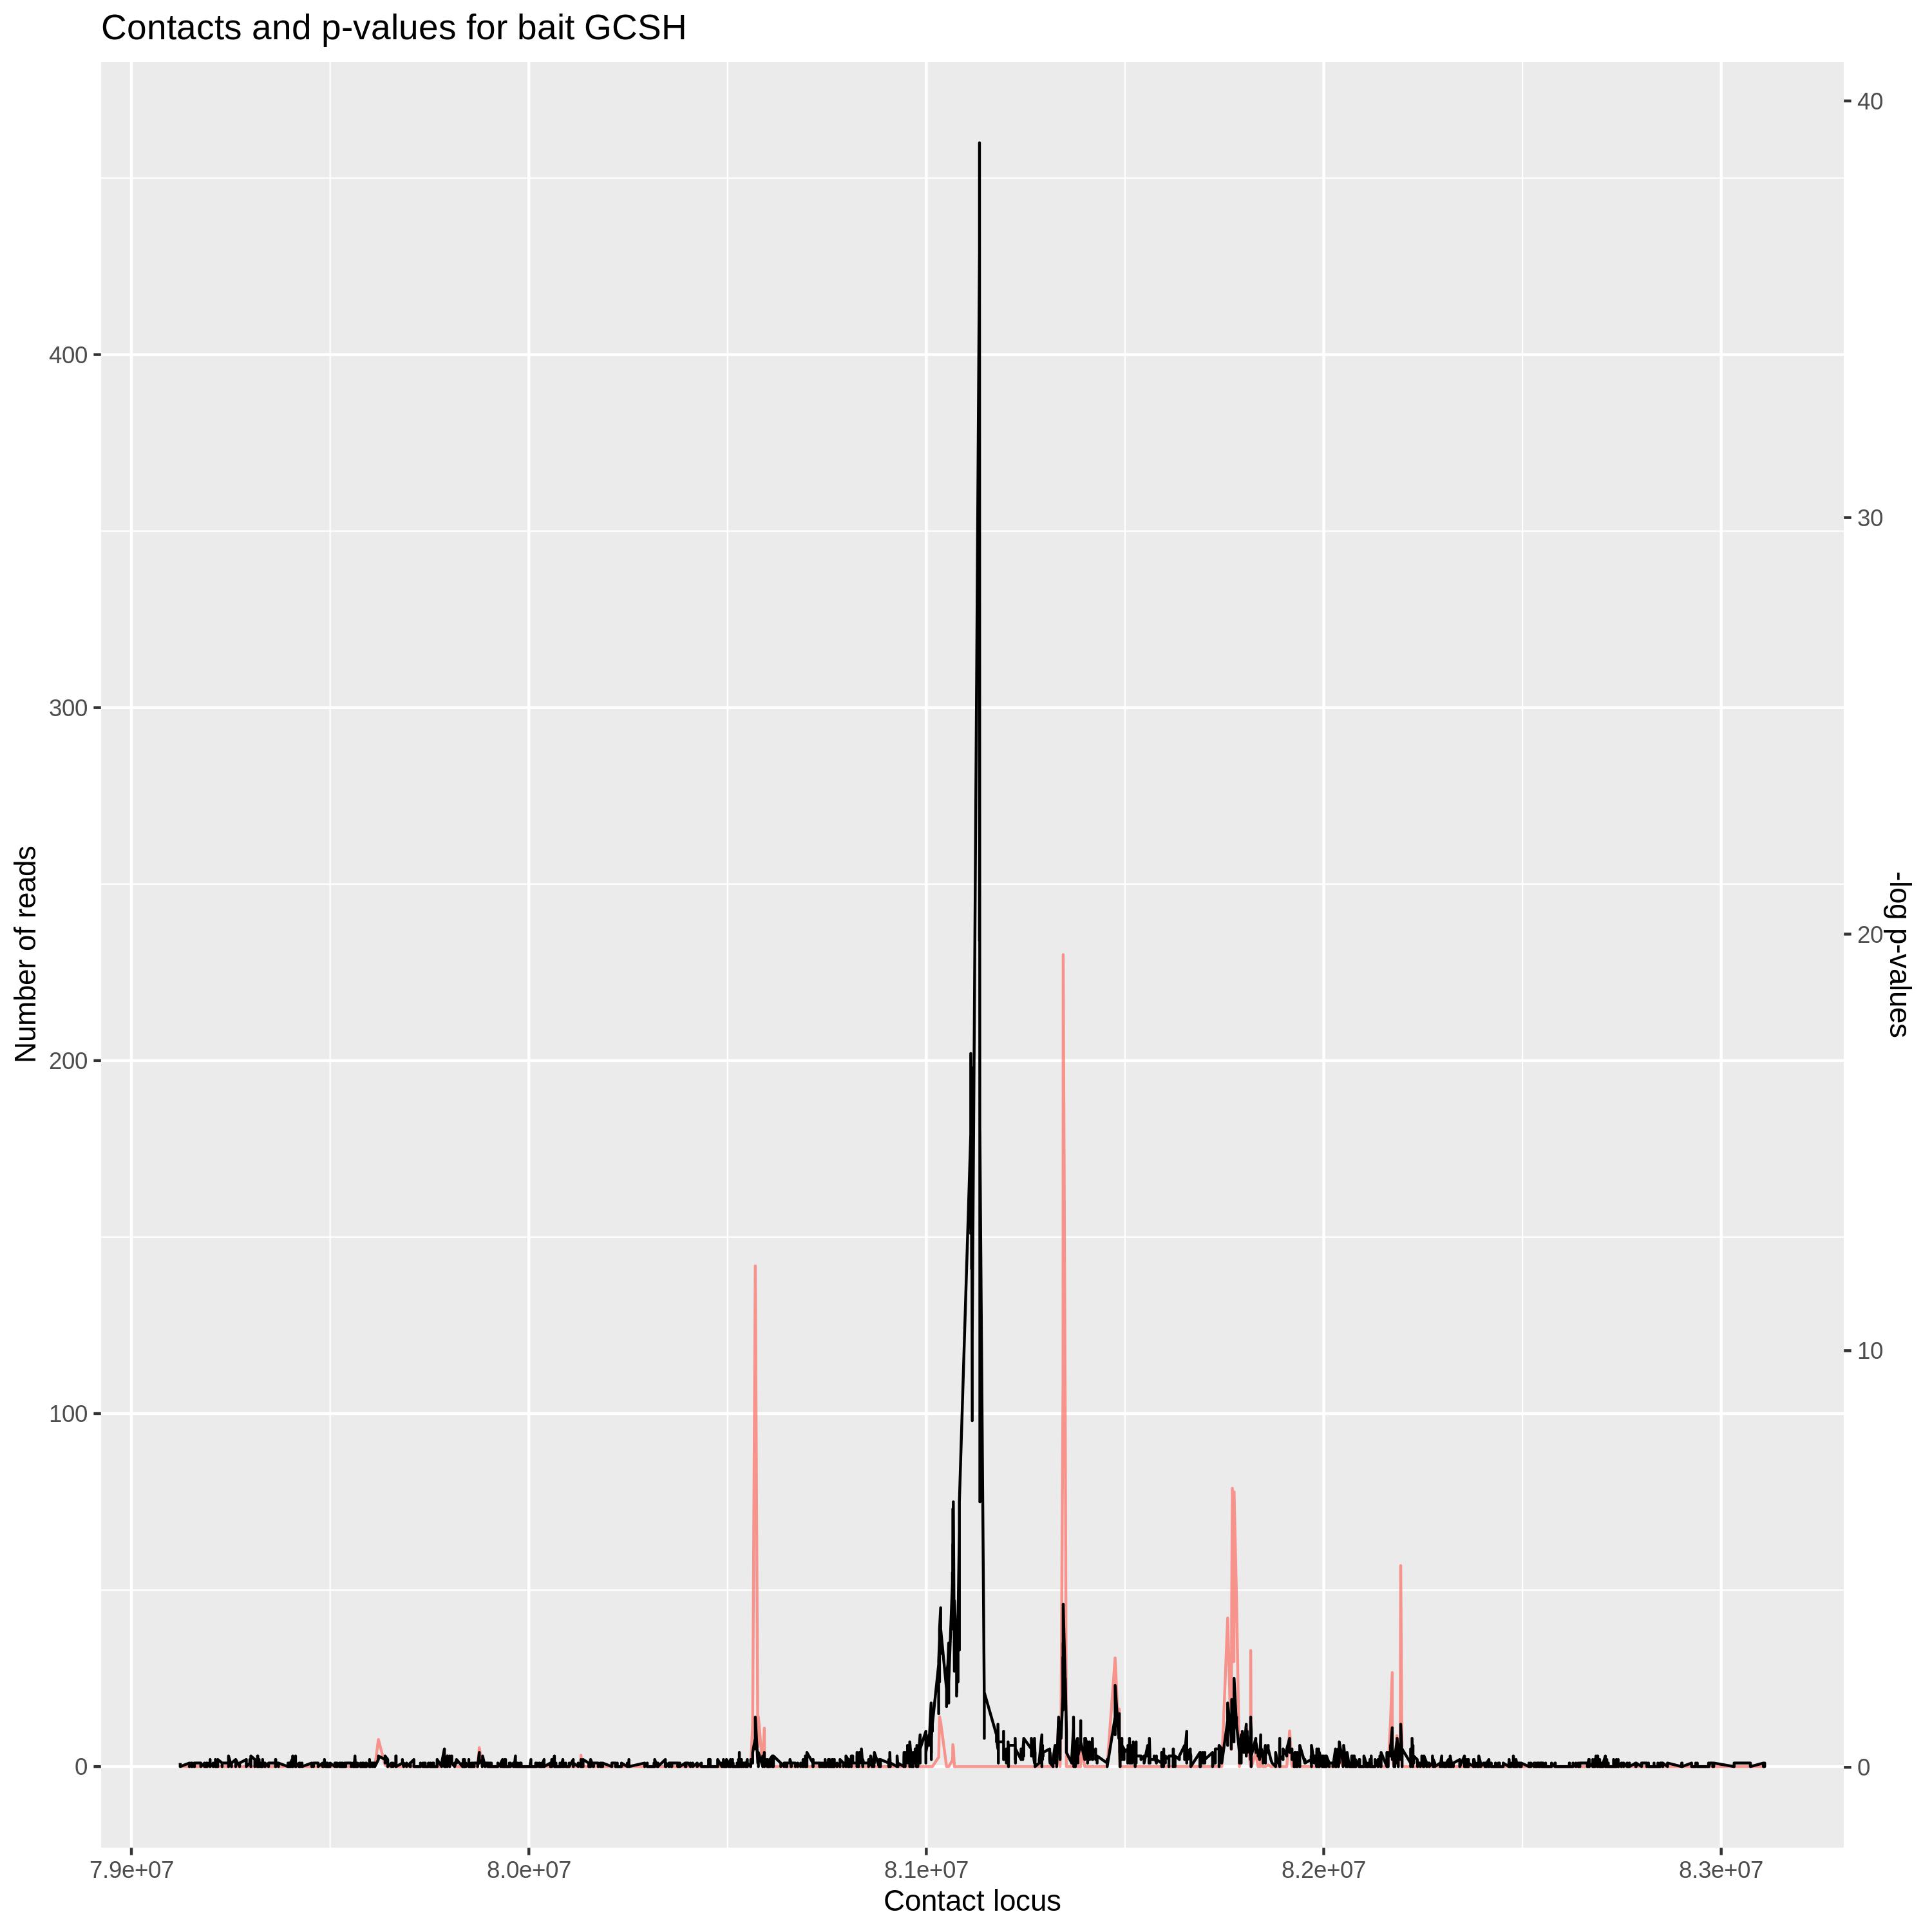 Contacts and p-values for bait GCSH
40
30
20
10
0
-log p-values
400
300
200
100
0
Number of reads
7.9e+07 8.0e+07 8.1e+07 8.2e+07 8.3e+07
Contact locus